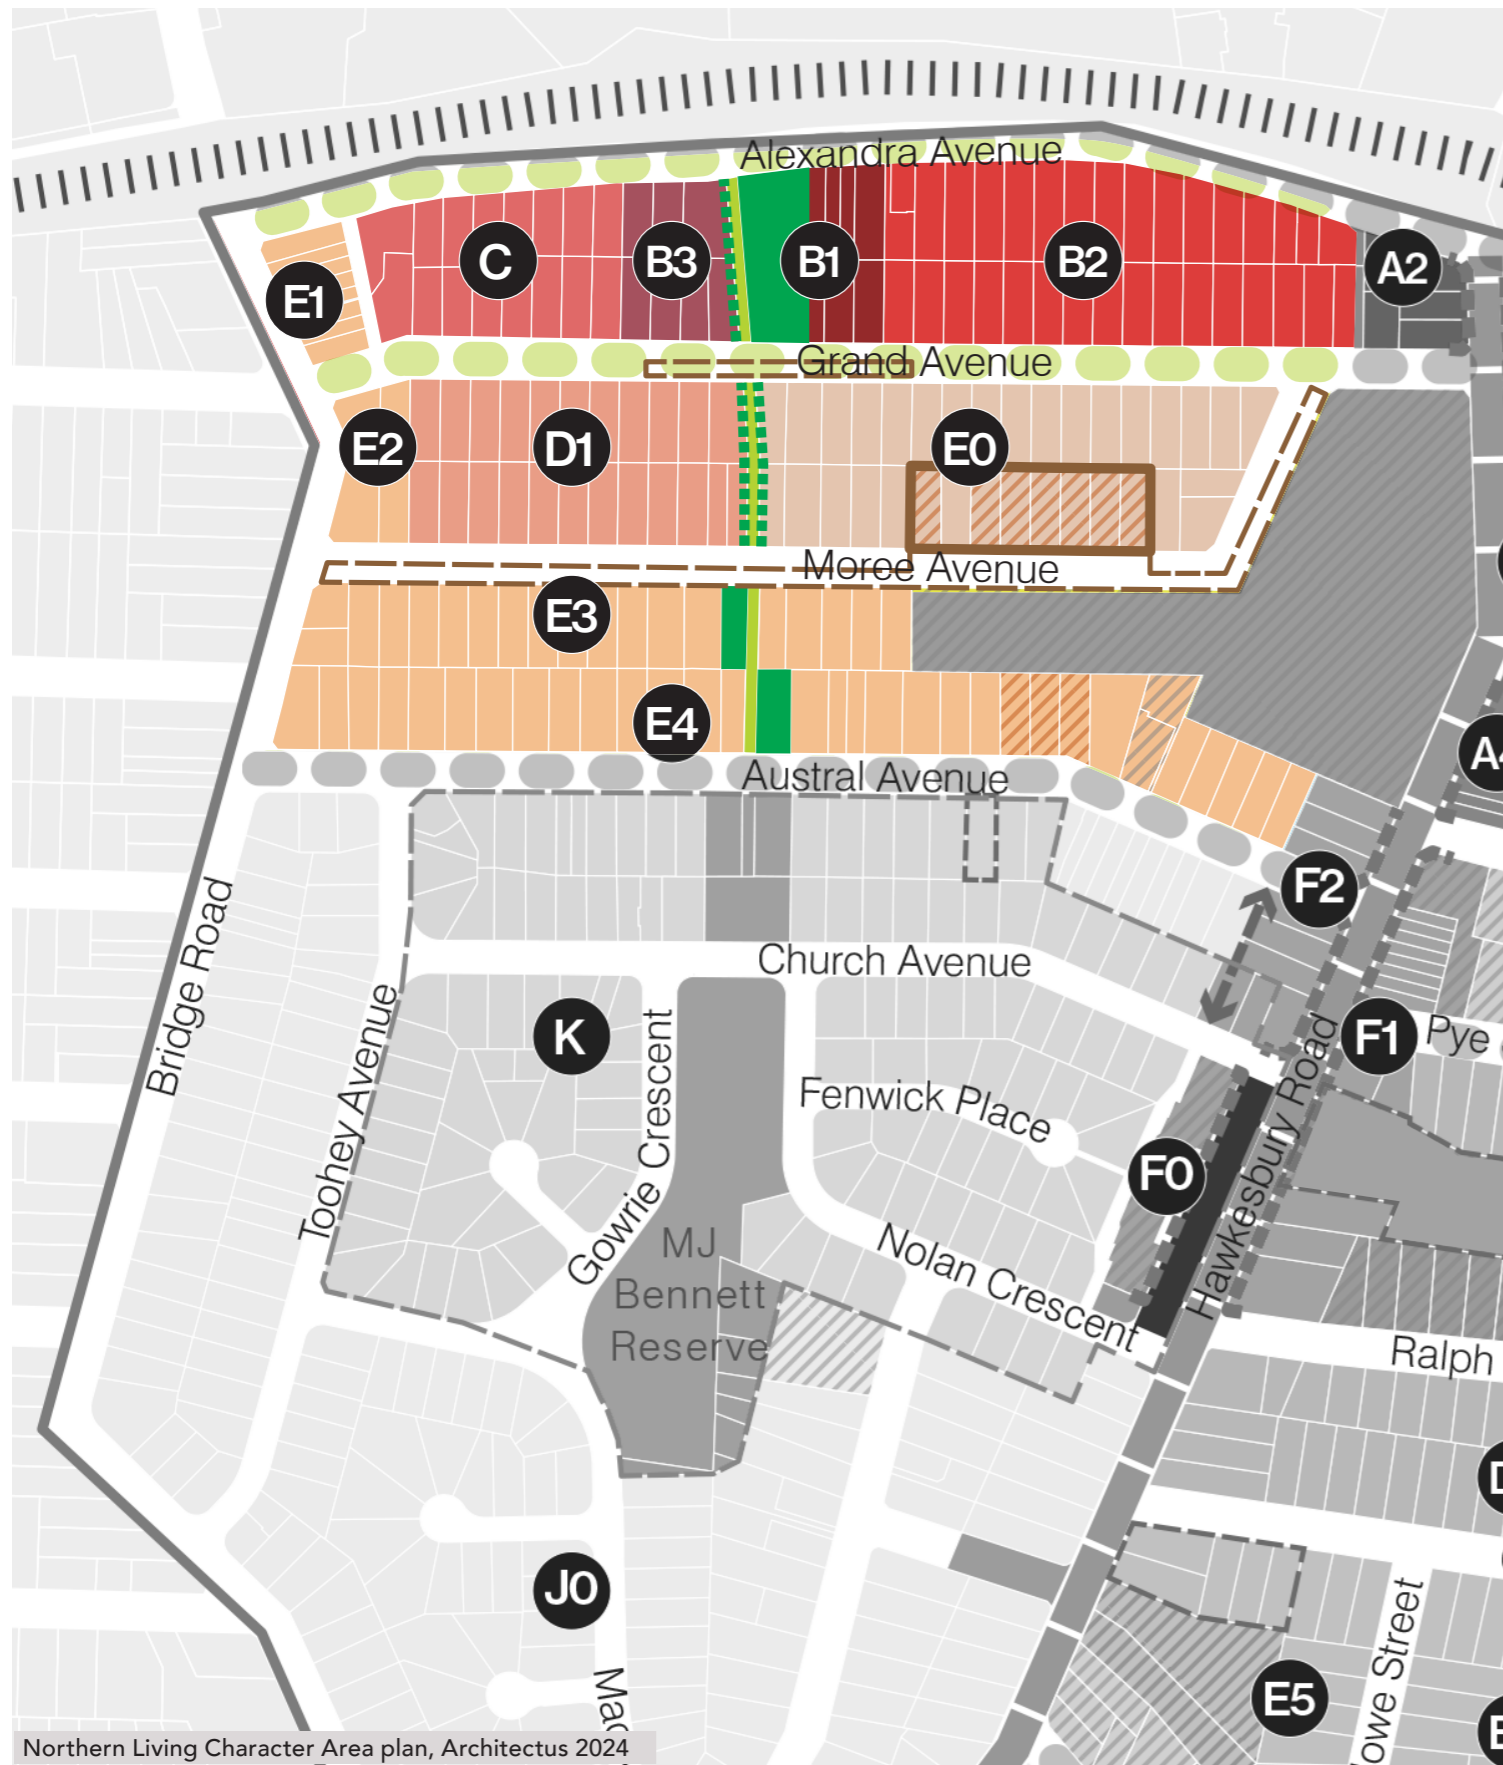 Alexandra Avenue
C
B3
B1
B2
A2
E1
Grand Avenue
E2
D1
E0
Moree Avenue
E3
E4
A4
Austral Avenue
F2
Bridge Road
Church Avenue
Toohey Avenue
K
Gowrie Crescent
F1
Pye
Fenwick Place
Hawkesbury Road
F0
MJ
Bennett
Reserve
Nolan Crescent
Ralph
J0
E5
Northern Living Character Area plan, Architectus 2024